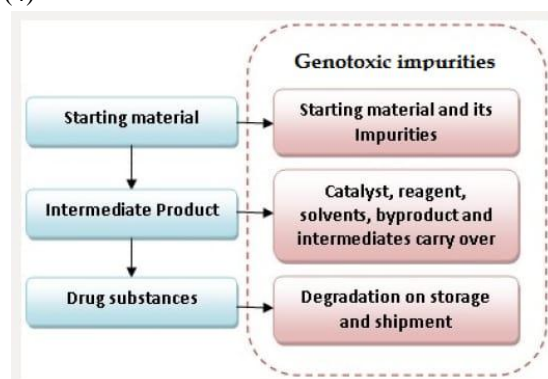 Genotoxic impurities
Starting material
Starting material and its
Impurities
Intermediate Product
Catalyst, reagent,
solvents, byproduct and
intermediates carry over
Drug substances
Degradation on storage
and shipment